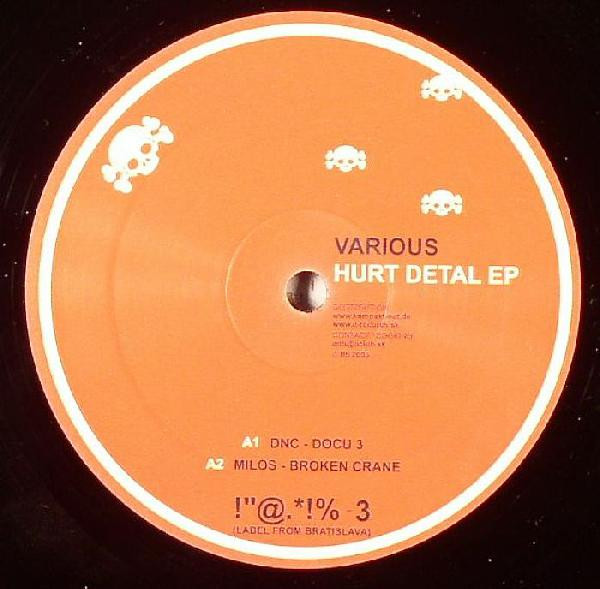 VARIOUS
HURT DETAL EP
A1 DNC - DOCU 3
A2 MILOS - BROKEN CRANE
!"@.*!% -3
(LABEL FROM BRATISLAVA)